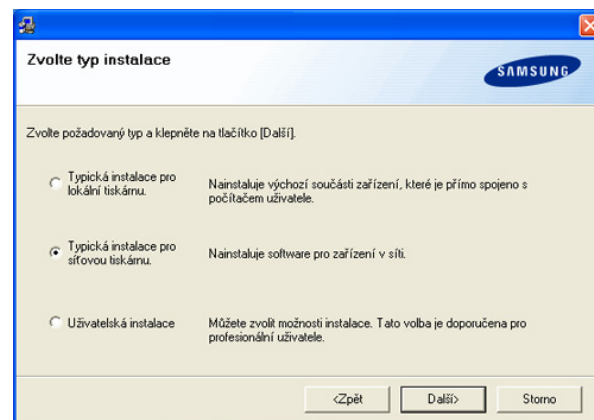 Zvolte typ instalace
SAMSUNG
Zvolte požadovaný typ a klepněte na tlačítko [Další].
Typická instalace pro
lokální tiskárnu.
Nainstaluje výchozí součásti zařízení, které je přímo spojeno s
počítačem uživatele.
Typická instalace pro
síťovou tiskárnu.
Nainstaluje software pro zařízení v síti.
Uživatelská instalace
Můžete zvolit možnosti instalace. Tato volba je doporučena pro
profesionální uživatele.
<Zpět
Další>
Storno